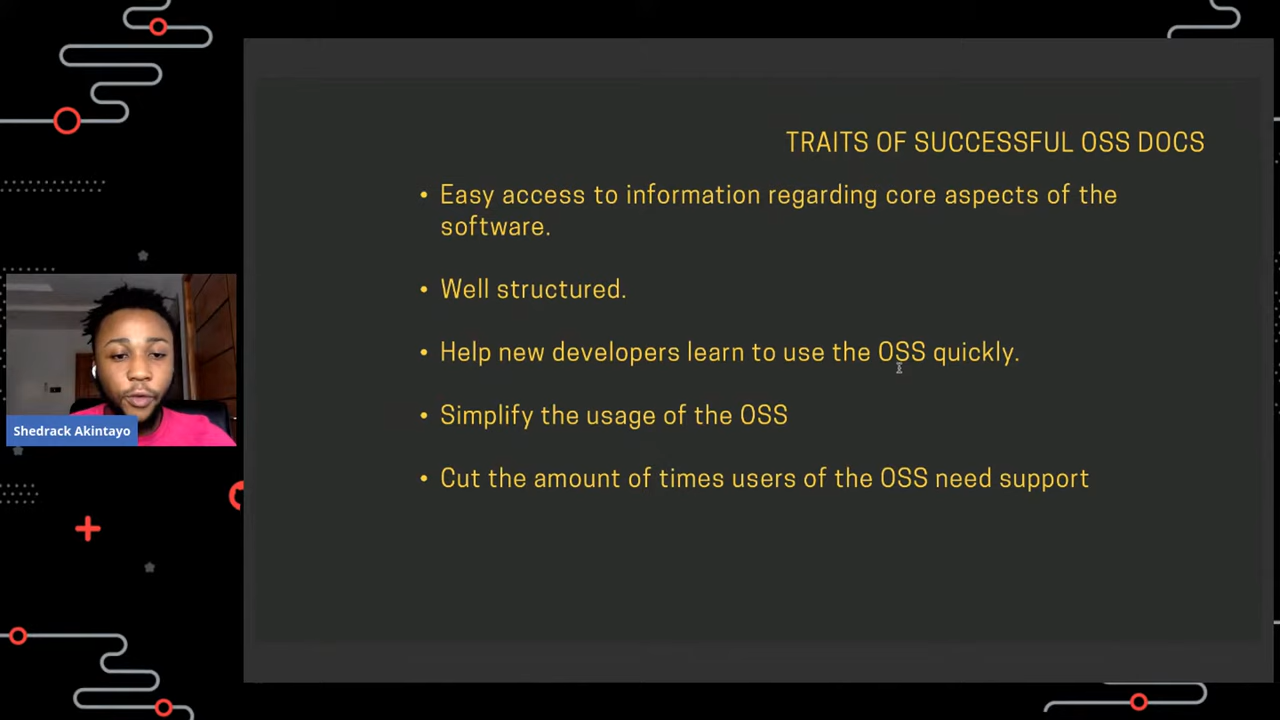 TRAITS OF SUCCESSFUL OSS DOCS
• Easy access to information regarding core aspects of the
software.
• Well structured.
• Help new developers learn to use the OSS quickly.
• Simplify the usage of the OSS
• Cut the amount of times users of the OSS need support
Shedrack Akintayo